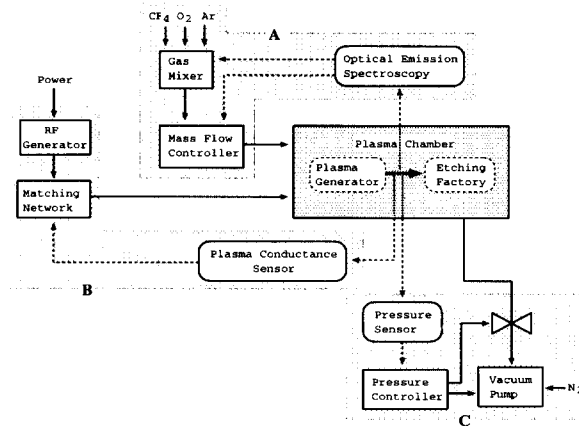 CF4 O2 Ar
A
Gas
Mixer
Optical Emission
Spectroscopy
Power
RF
Generator
Mass Flow
Controller
Plasma Chamber
Plasma
Generator
Etching
Factory
Matching
Network
Plasma Conductance
Sensor
B
Pressure
Sensor
Pressure
Controller
Vacuum
Pump
N2
C